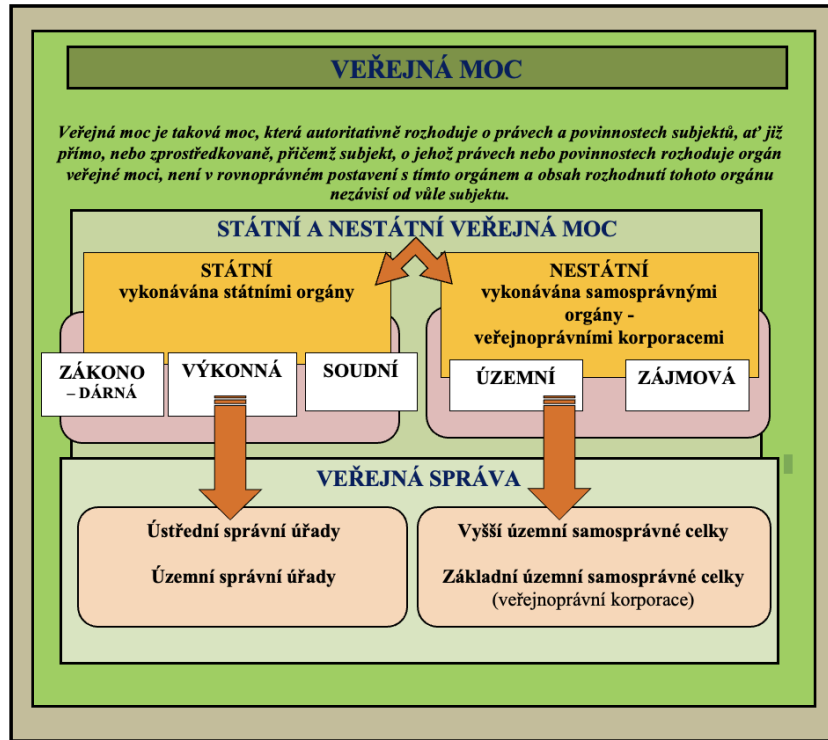 VEŘEJNÁ MOC
Veřejná moc je taková moc, která autoritativně rozhoduje o právech a povinnostech subjektů, ať již
přímo, nebo zprostředkovaně, přičemž subjekt, o jehož právech nebo povinnostech rozhoduje orgán
veřejné moci, není v rovnoprávném postavení s tímto orgánem a obsah rozhodnutí tohoto orgánu
nezávisí od vůle subjektu.
STÁTNÍ A NESTÁTNÍ VEŘEJNÁ MOC
STÁTNÍ
vykonávána státními orgány
NESTÁTNÍ
vykonávána samosprávnými
orgány -
veřejnoprávními korporacemi
ZÁKONO
– DÁRNÁ
VÝKONNÁ
SOUDNÍ
ÚZEMNÍ
ZÁJMOVÁ
VEŘEJNÁ SPRÁVA
Ústřední správní úřady
Územní správní úřady
Vyšší územní samosprávné celky
Základní územní samosprávné celky
(veřejnoprávní korporace)